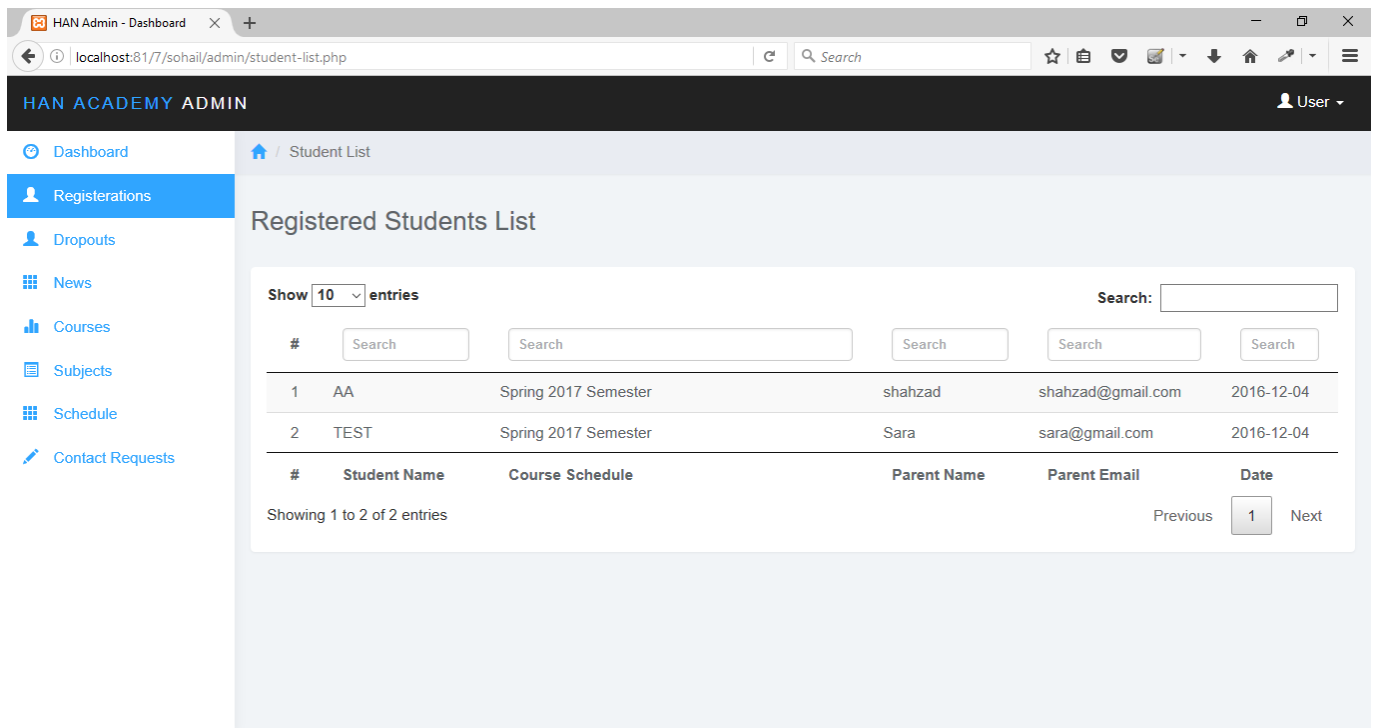 HAN Admin - Dashboard
localhost:81/7/sohail/admin/student-list.php
Search
HAN ACADEMY ADMIN
User
Dashboard
Registerations
Dropouts
News
Courses
Subjects
Schedule
Contact Requests
/ Student List
Registered Students List
Show 10 entries
Search:
# Search Search Search Search Search
1 AA Spring 2017 Semester shahzad shahzad@gmail.com 2016-12-04
2 TEST Spring 2017 Semester Sara sara@gmail.com 2016-12-04
# Student Name Course Schedule Parent Name Parent Email Date
Showing 1 to 2 of 2 entries
Previous 1 Next